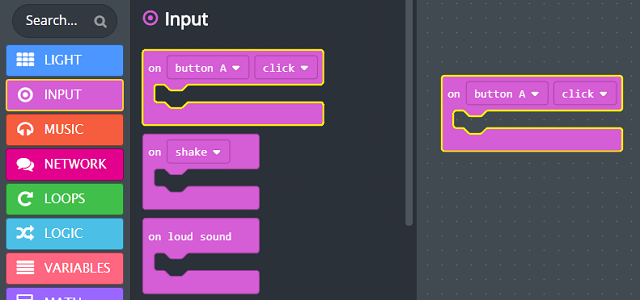 Search...
LIGHT
INPUT
MUSIC
NETWORK
LOOPS
LOGIC
VARIABLES
MATH
Input
on button A click
on shake
on loud sound
on button A click